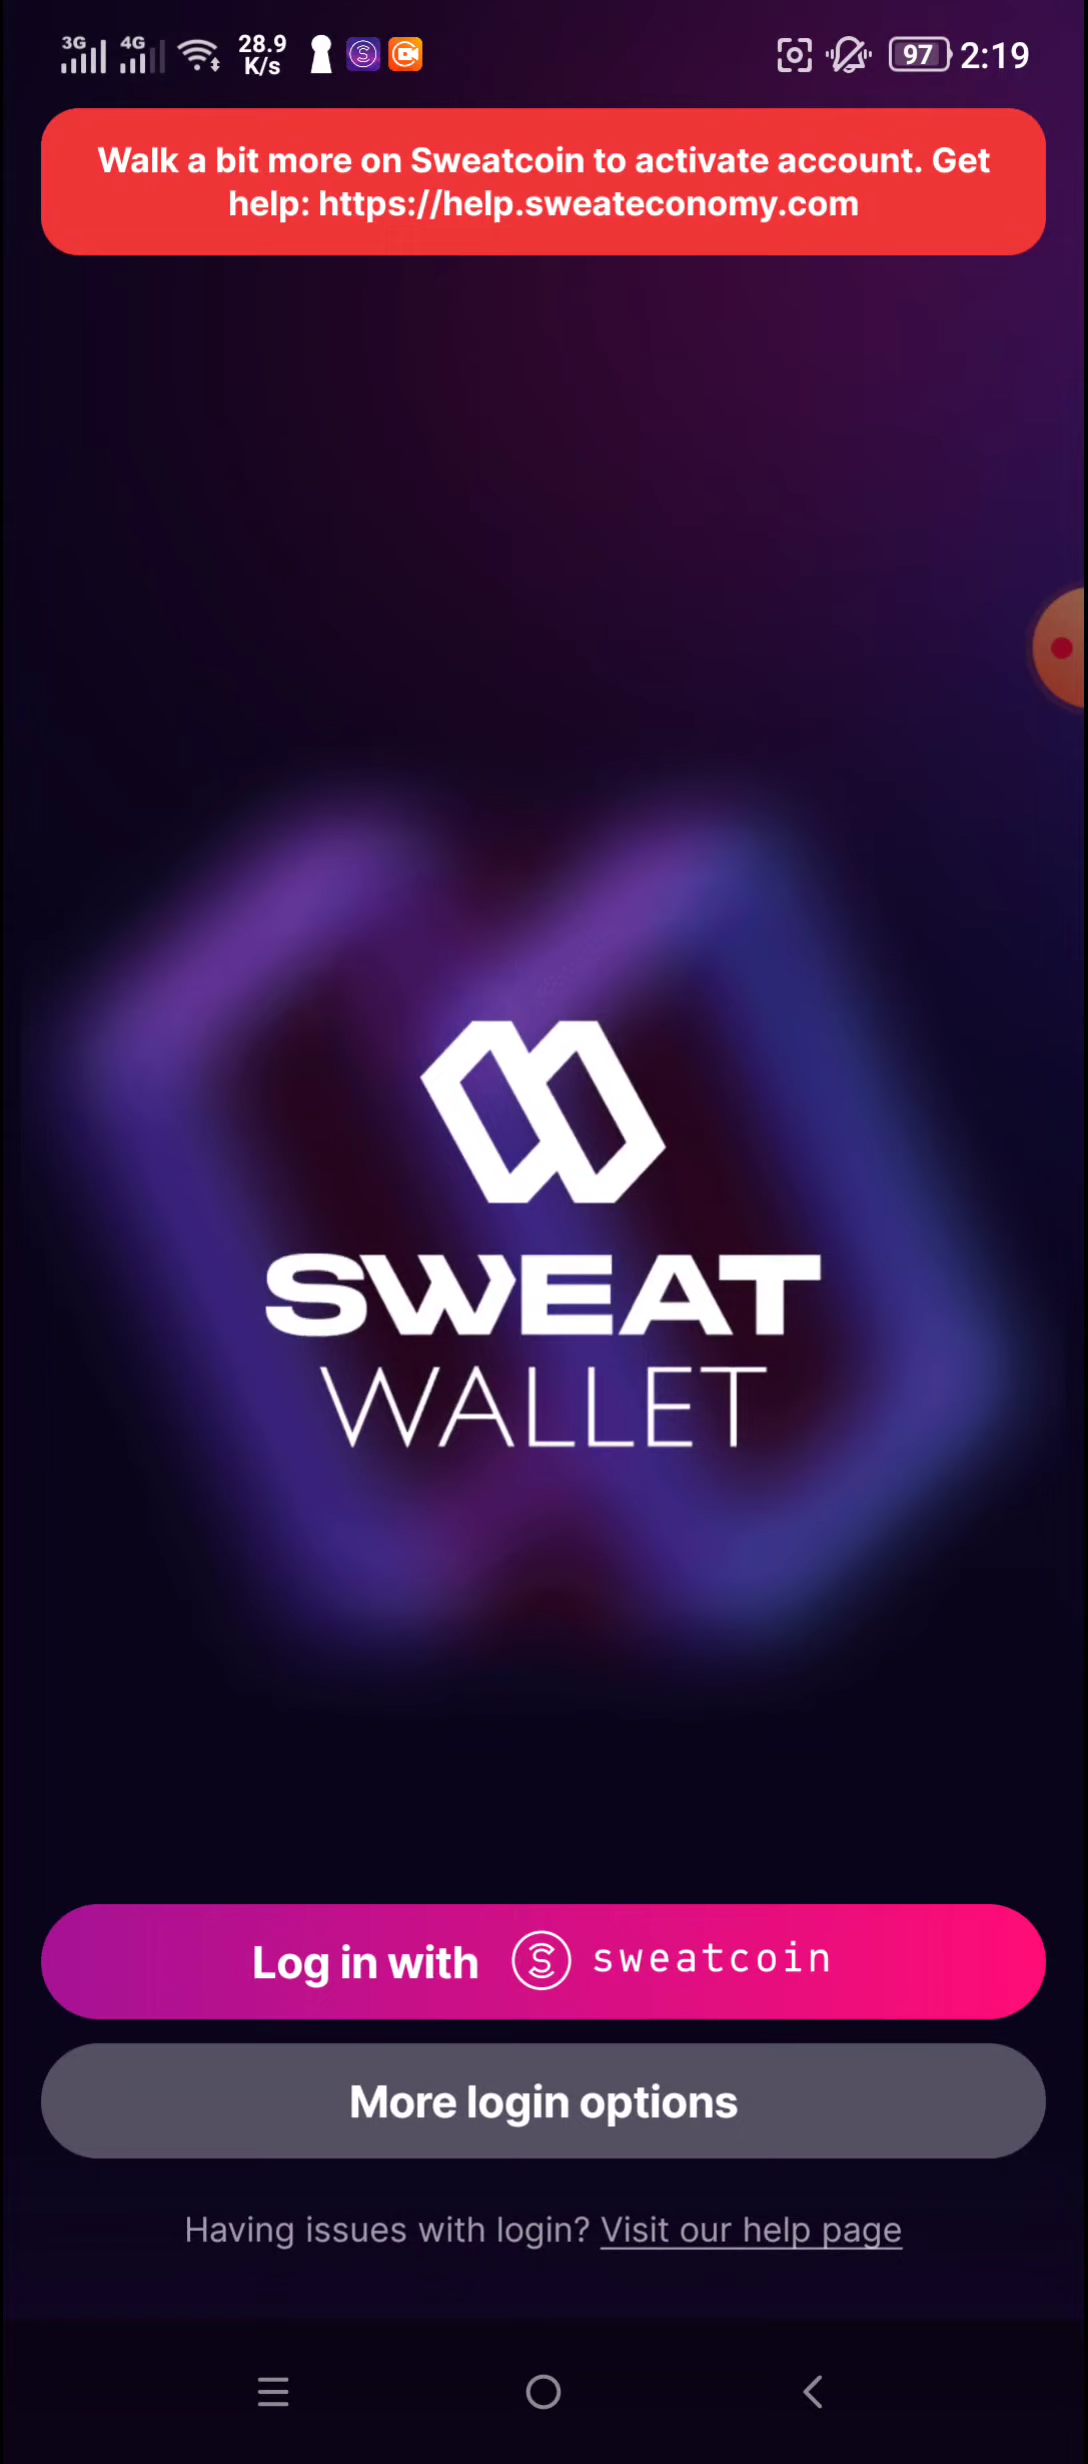 3G 4G 28.9 K/s 97 2:19
Walk a bit more on Sweatcoin to activate account. Get
help: https://help.sweateconomy.com
SWEAT
WALLET
Log in with sweatcoin
More login options
Having issues with login? Visit our help page